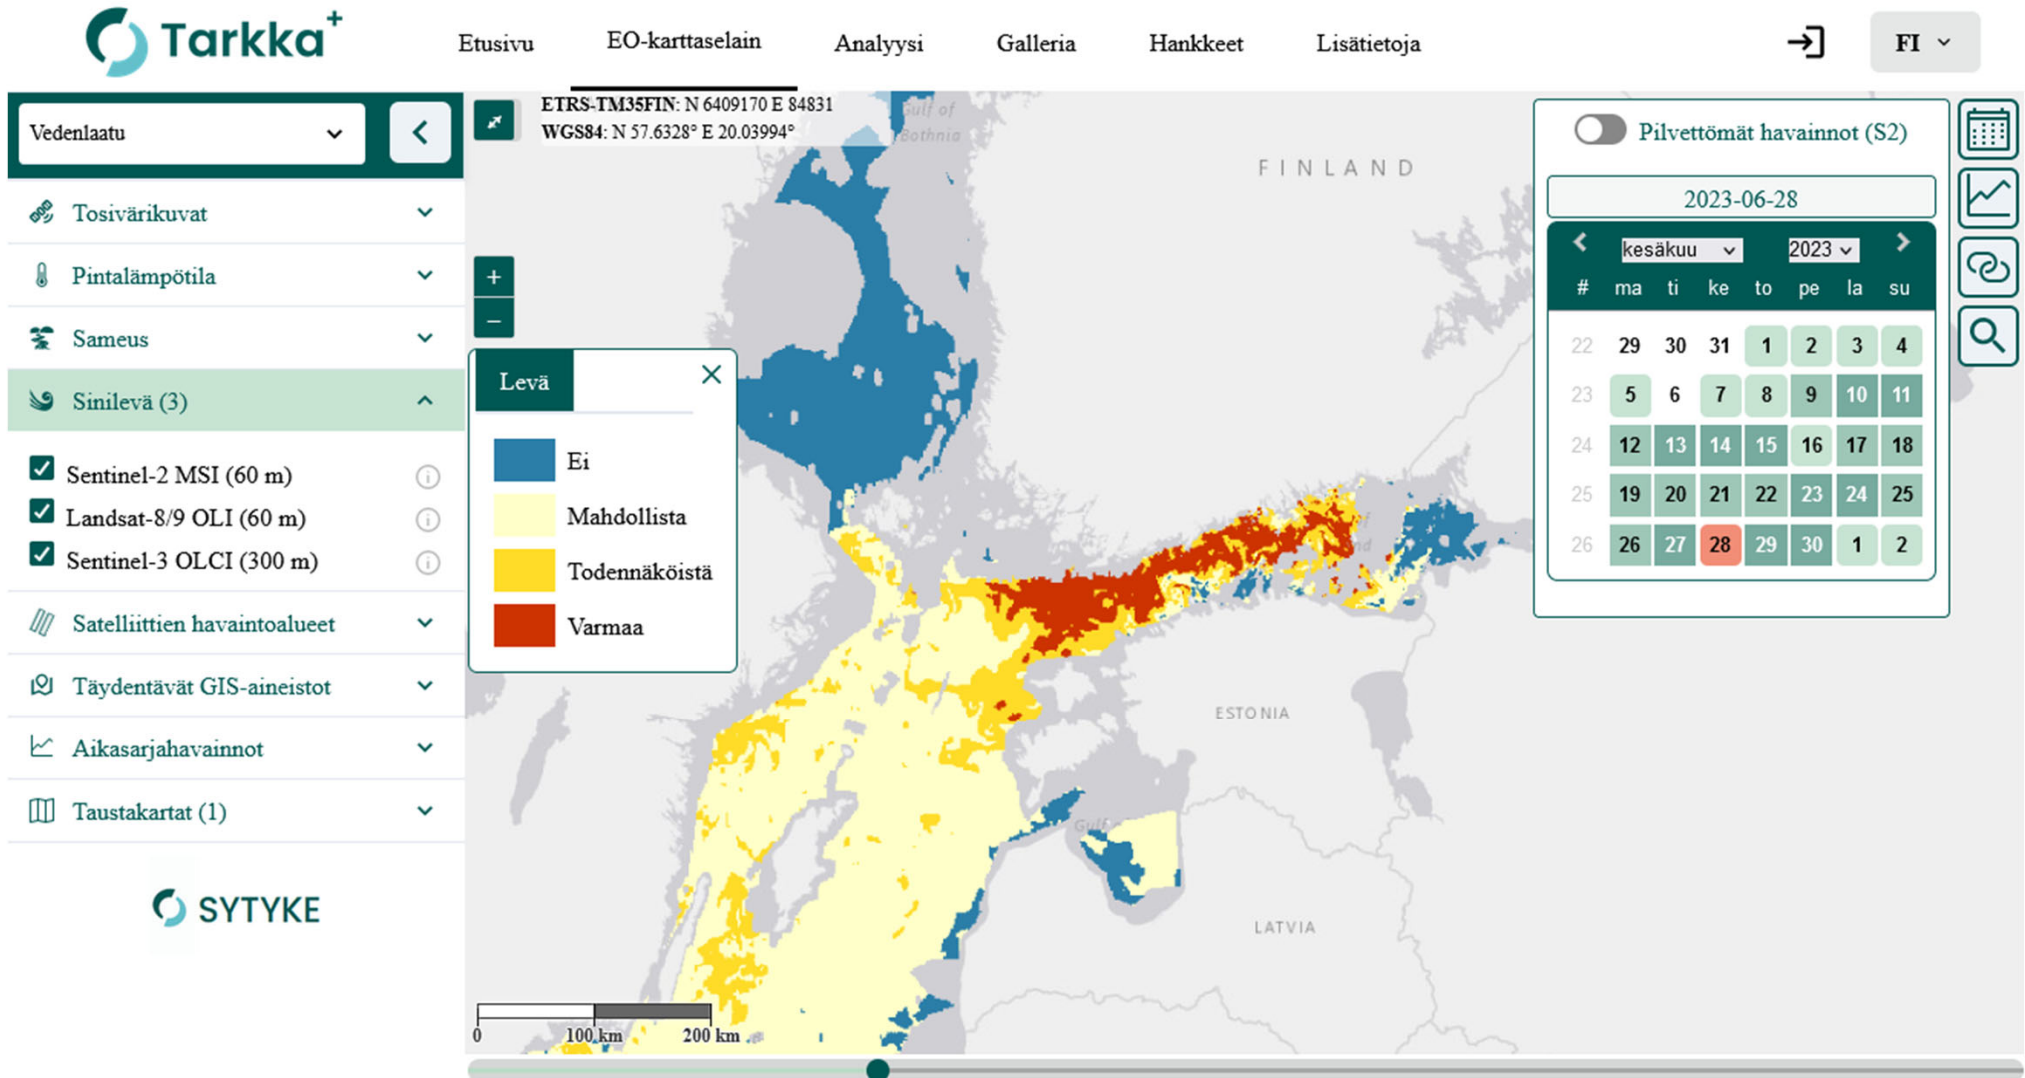 Tarkka+
Etusivu EO-karttaselain Analyysi Galleria Hankkeet Lisätietoja FI
Vedenlaatu
Tosivärikuvat
Pintalämpötila
Sameus
Sinilevä (3)
Sentinel-2 MSI (60 m)
Landsat-8/9 OLI (60 m)
Sentinel-3 OLCI (300 m)
Satelliittien havaintoalueet
Täydentävät GIS-aineistot
Aikasarjahavainnot
Taustakartat (1)
SYTYKE
ETRS-TM35FIN: N 6409170 E 84831
WGS84: N 57.6328° E 20.03994°
+
−
Levä
Ei
Mahdollista
Todennäköistä
Varmaa
Gulf of
Bothnia
FINLAND
ESTONIA
Gulf
LATVIA
0 100 km 200 km
Pilvettömät havainnot (S2)
2023-06-28
kesäkuu 2023
# ma ti ke to pe la su
22 29 30 31 1 2 3 4
23 5 6 7 8 9 10 11
24 12 13 14 15 16 17 18
25 19 20 21 22 23 24 25
26 26 27 28 29 30 1 2